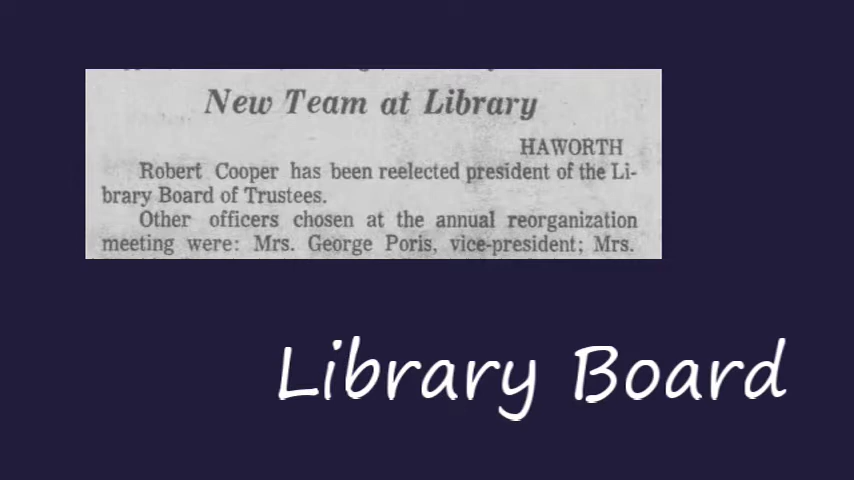 New Team at Library
HAWORTH
Robert Cooper has been reelected president of the Li-
brary Board of Trustees.
Other officers chosen at the annual reorganization
meeting were: Mrs. George Poris, vice-president; Mrs.
Library Board